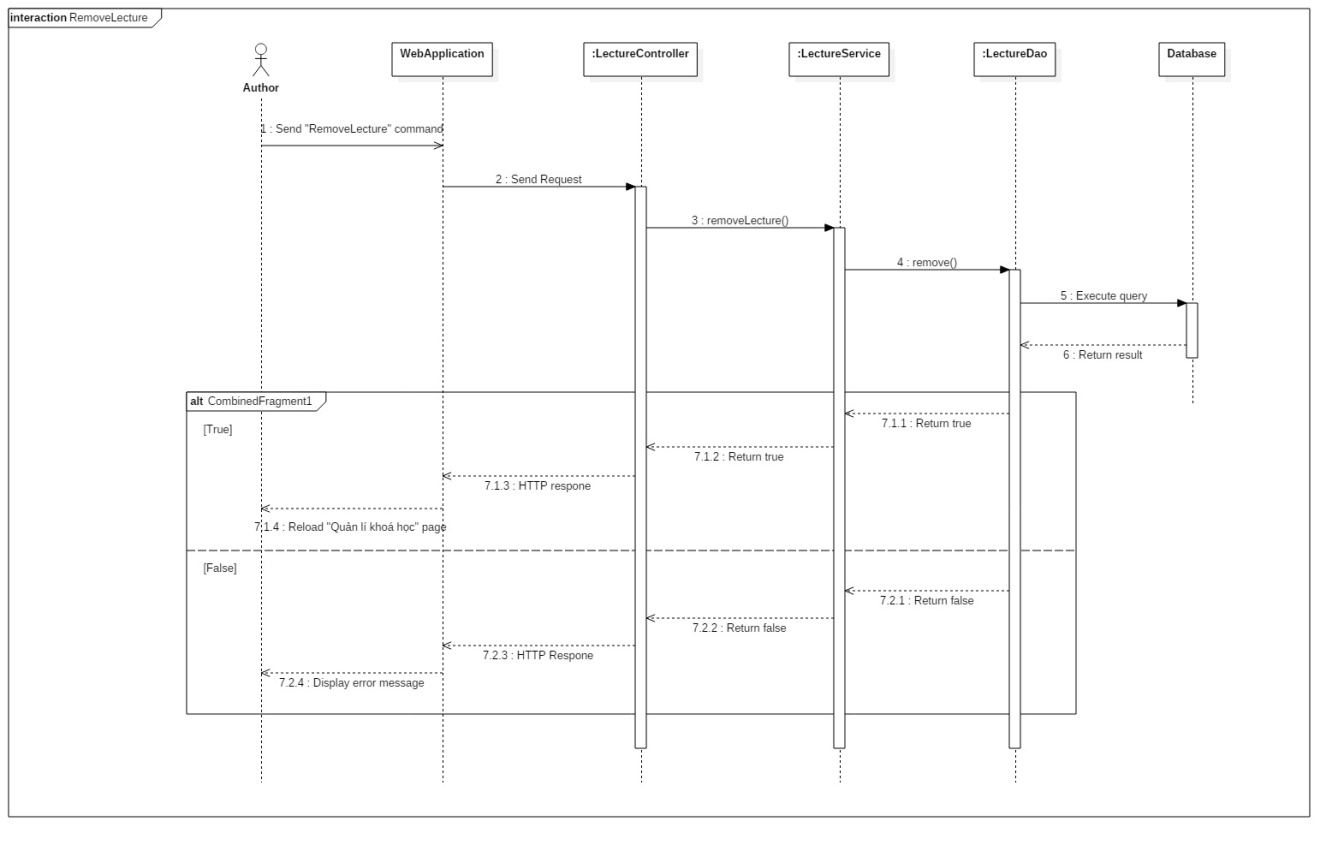 interaction RemoveLecture
Author
WebApplication
:LectureController
:LectureService
:LectureDao
Database
1 : Send "RemoveLecture" command
2 : Send Request
3 : removeLecture()
4 : remove()
5 : Execute query
6 : Return result
alt CombinedFragment1
[True]
7.1.1 : Return true
7.1.2 : Return true
7.1.3 : HTTP respone
7.1.4 : Reload "Quản lí khoá học" page
[False]
7.2.1 : Return false
7.2.2 : Return false
7.2.3 : HTTP Respone
7.2.4 : Display error message